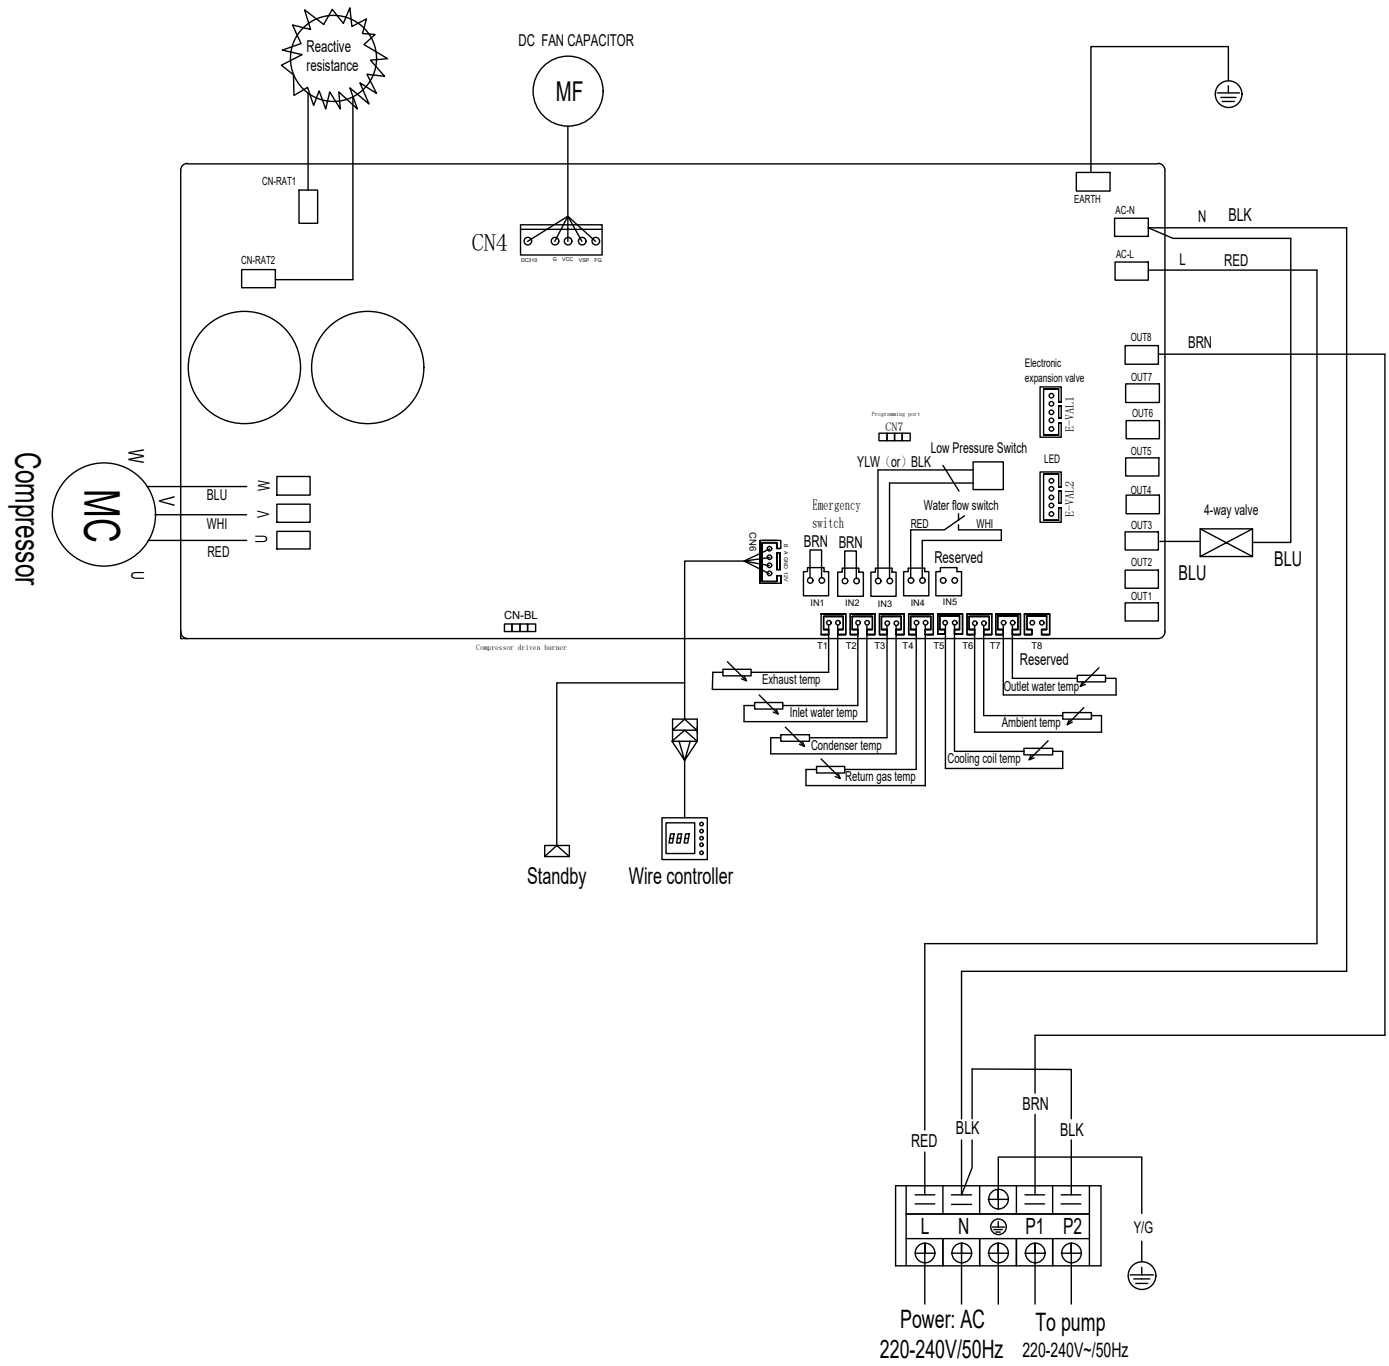 Reactive
resistance
DC FAN CAPACITOR
MF
CN-RAT1
CN4
DC310 G VCC VSP FG
CN-RAT2
EARTH
AC-N
N BLK
AC-L
L RED
OUT8
BRN
OUT7
OUT6
OUT5
OUT4
OUT3
OUT2
OUT1
Electronic
expansion valve
E-VAL1
LED
E-VAL2
4-way valve
BLU
BLU
Programming port
CN7
Low Pressure Switch
YLW (or) BLK
Water flow switch
RED WHI
Emergency
switch
BRN BRN
Reserved
CN6
B A GND 12V
IN1 IN2 IN3 IN4 IN5
Compressor
MC
W
V
U
BLU
WHI
RED
W
V
U
CN-BL
Compressor driven burner
T1 T2 T3 T4 T5 T6 T7 T8
Reserved
Exhaust temp
Inlet water temp
Condenser temp
Return gas temp
Outlet water temp
Ambient temp
Cooling coil temp
888
Standby
Wire controller
RED
BLK
BRN
BLK
L N P1 P2
Y/G
Power: AC
220-240V/50Hz
To pump
220-240V~/50Hz